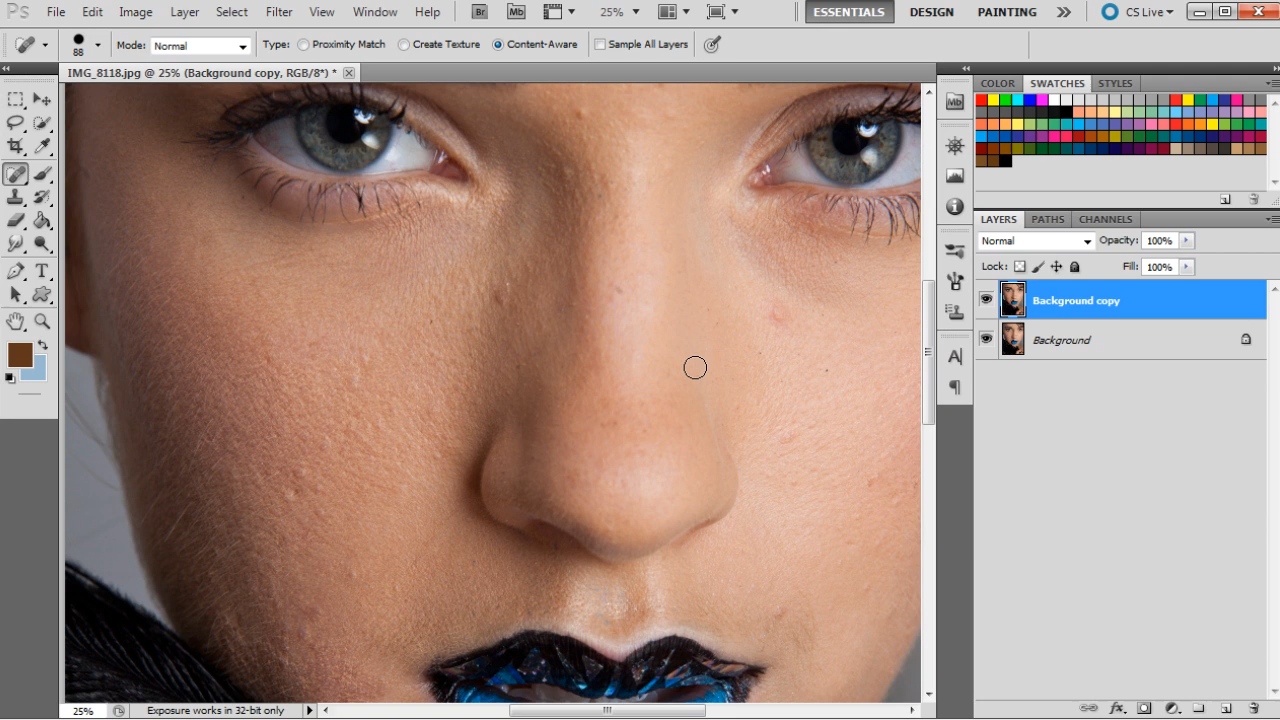 Ps File Edit Image Layer Select Filter View Window Help Br Mb 25% ESSENTIALS DESIGN PAINTING CS Live
88 Mode: Normal Type: Proximity Match Create Texture Content-Aware Sample All Layers
IMG_8118.jpg @ 25% (Background copy, RGB/8*) *
COLOR SWATCHES STYLES
Mb
LAYERS PATHS CHANNELS
Normal Opacity: 100%
Lock: Fill: 100%
Background copy
Background
T
A
25% Exposure works in 32-bit only
fx